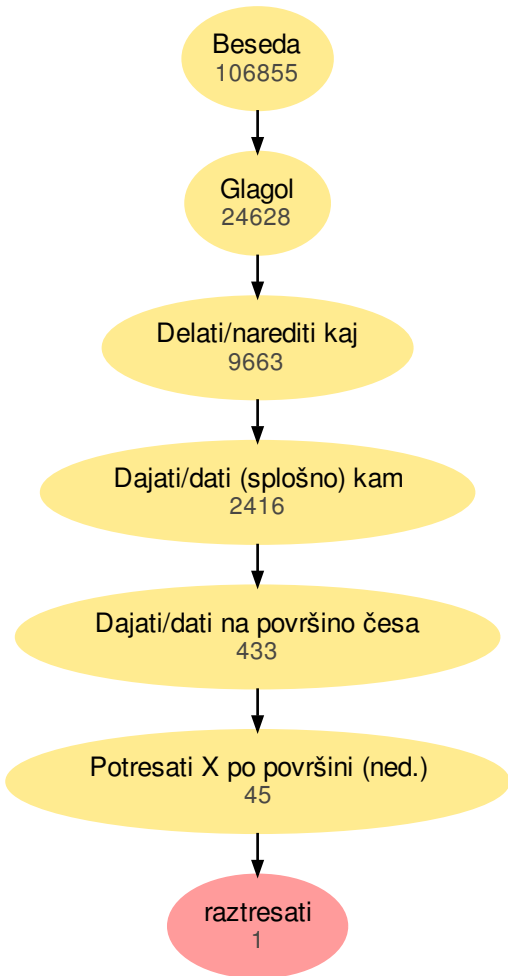 Beseda
106855
Glagol
24628
Delati/narediti kaj
9663
Dajati/dati (splošno) kam
2416
Dajati/dati na površino česa
433
Potresati X po površini (ned.)
45
raztresati
1